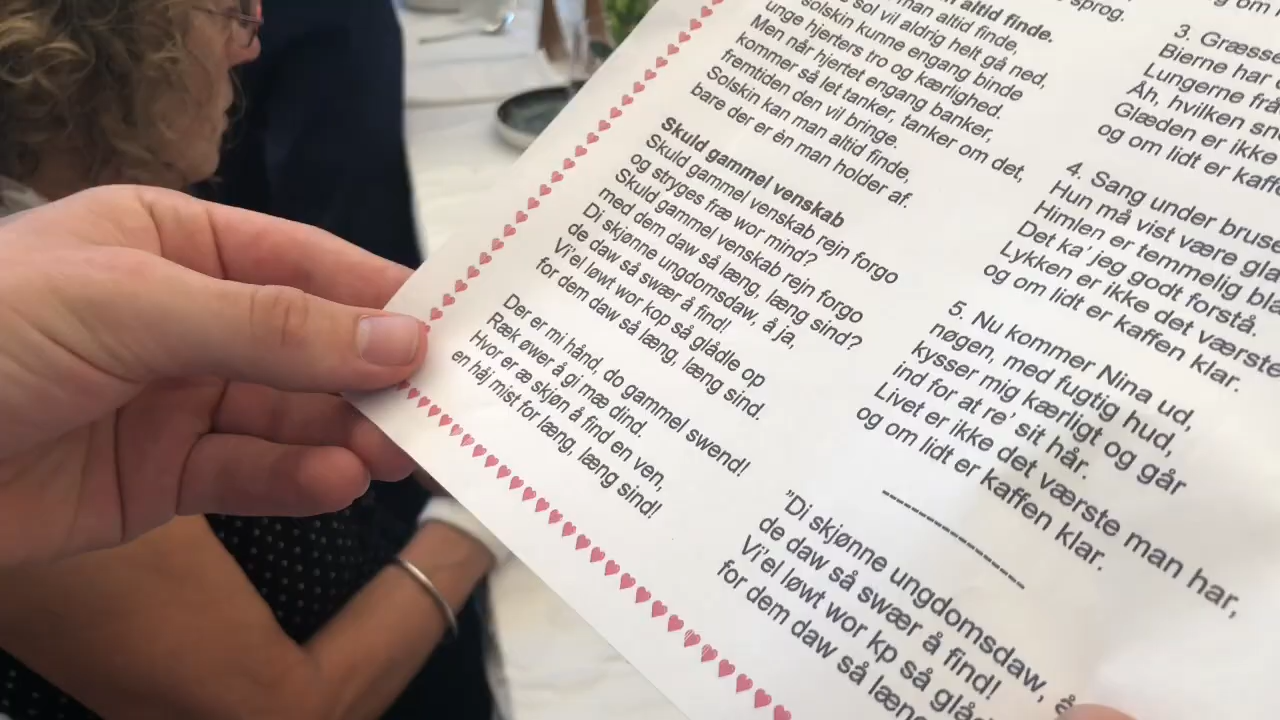 altid finde.
man altid finde,
sol vil aldrig helt gå ned,
solskin kunne engang binde
unge hjerters tro og kærlighed.
Men når hjertet engang banker,
kommer så let tanker, tanker om det,
fremtiden den vil bringe.
Solskin kan man altid finde,
bare der er èn man holder af.
Skuld gammel venskab
Skuld gammel venskab rejn forgo
og stryges fræ wor mind?
Skuld gammel venskab rejn forgo
med dem daw så læng, læng sind?
Di skjønne ungdomsdaw, å ja,
de daw så swær å find!
Vi'el løwt wor kop så glådle op
for dem daw så læng, læng sind.
Der er mi hånd, do gammel swend!
Ræk øwer å gi mæ dind.
Hvor er æ skjøn å find en ven,
en håj mist for læng, læng sind!
sprog.
og om
3. Græsse
Bierne har
Lungerne frå
Åh, hvilken sn
Glæden er ikke
og om lidt er kaffe
4. Sang under bruse
Hun må vist være gla
Himlen er temmelig blå
Det ka' jeg godt forstå.
Lykken er ikke det værste
og om lidt er kaffen klar.
5. Nu kommer Nina ud,
nøgen, med fugtig hud,
kysser mig kærligt og går
ind for at re' sit hår.
Livet er ikke det værste man har,
og om lidt er kaffen klar.
---------------
"Di skjønne ungdomsdaw, å
de daw så swær å find!
Vi'el løwt wor kp så glåd
for dem daw så læng